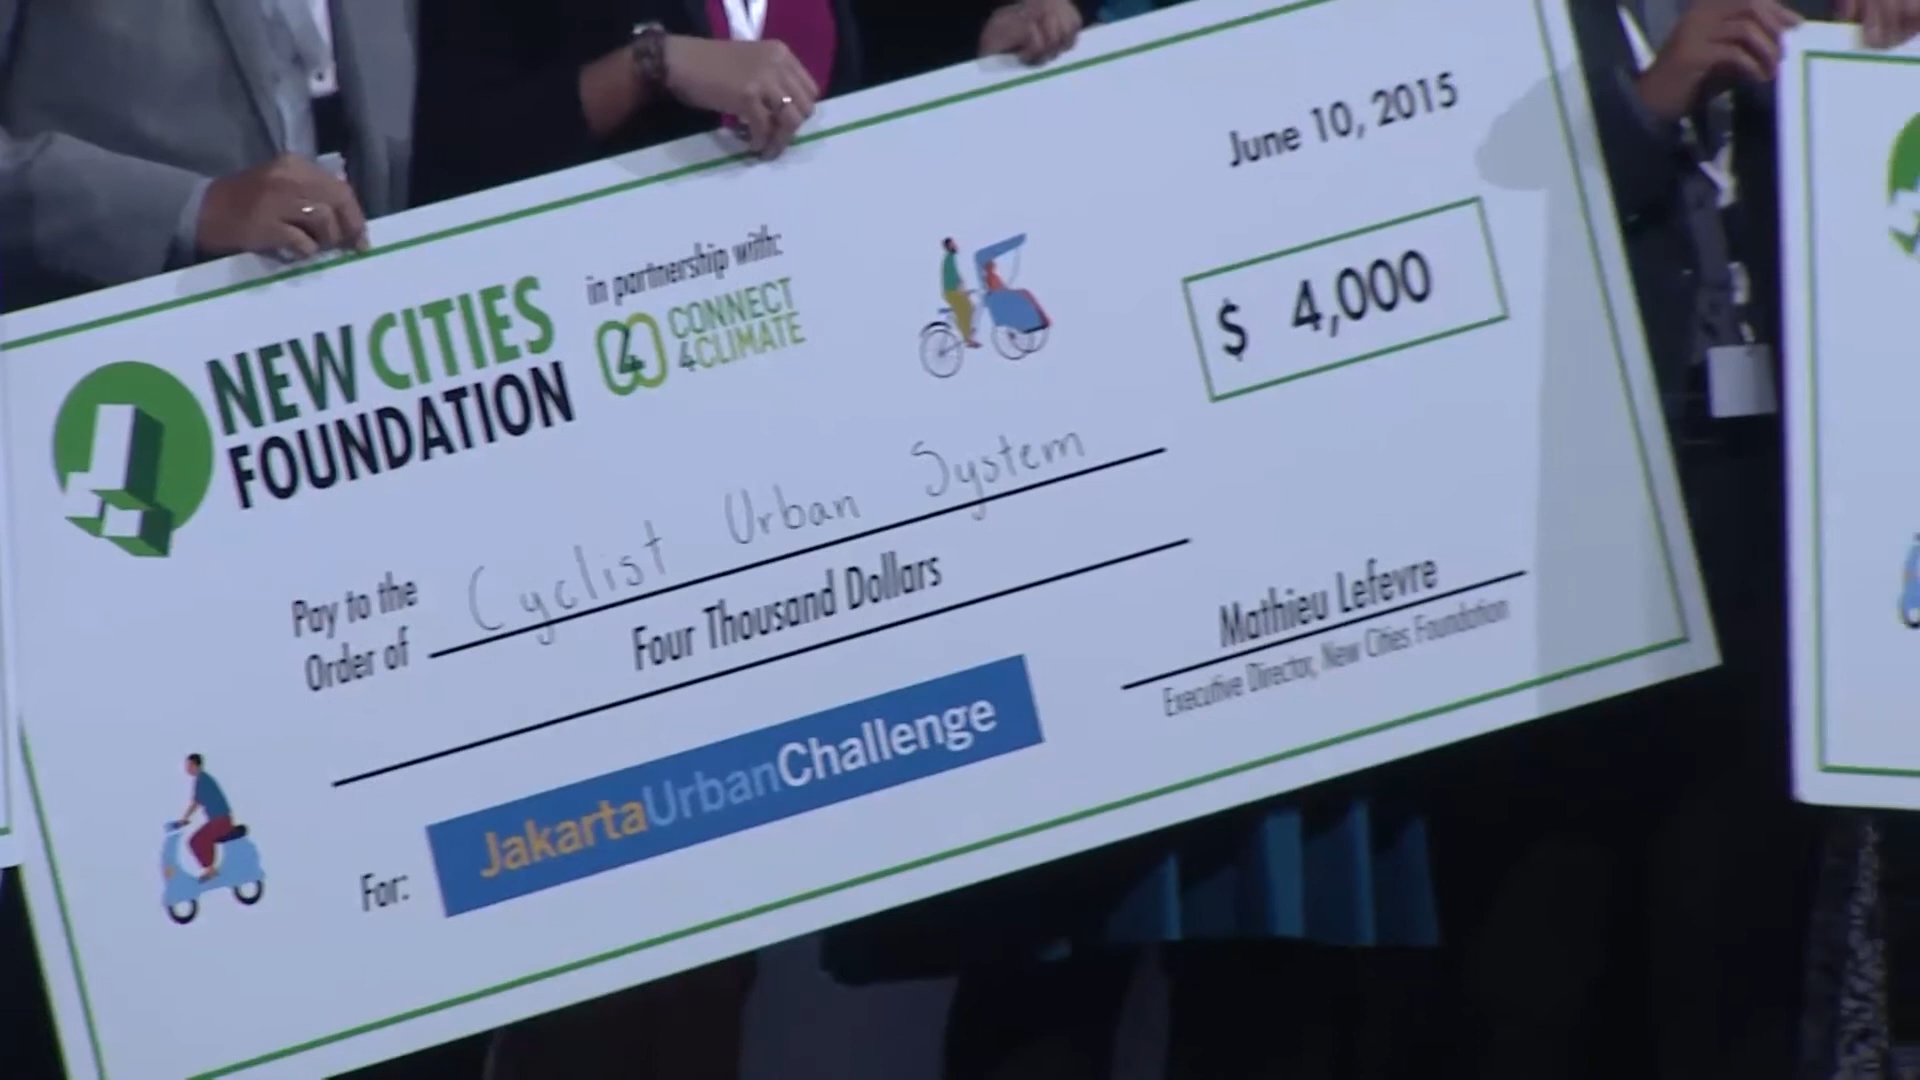 June 10, 2015
NEW CITIES
FOUNDATION
in partnership with:
4
CONNECT
4CLIMATE
$ 4,000
Pay to the
Order of
Cyclist Urban System
Four Thousand Dollars
Mathieu Lefevre
Executive Director, New Cities Foundation
For:
JakartaUrbanChallenge